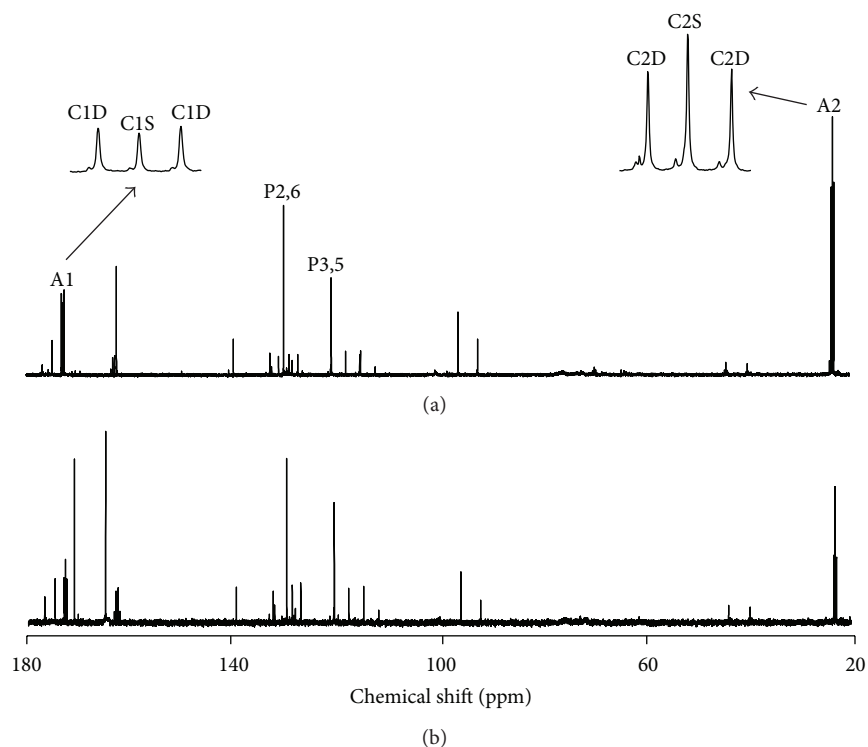 C2S
C2D C2D
A2
C1D C1S C1D
P2,6
P3,5
A1
(a)
180 140 100 60 20
Chemical shift (ppm)
(b)